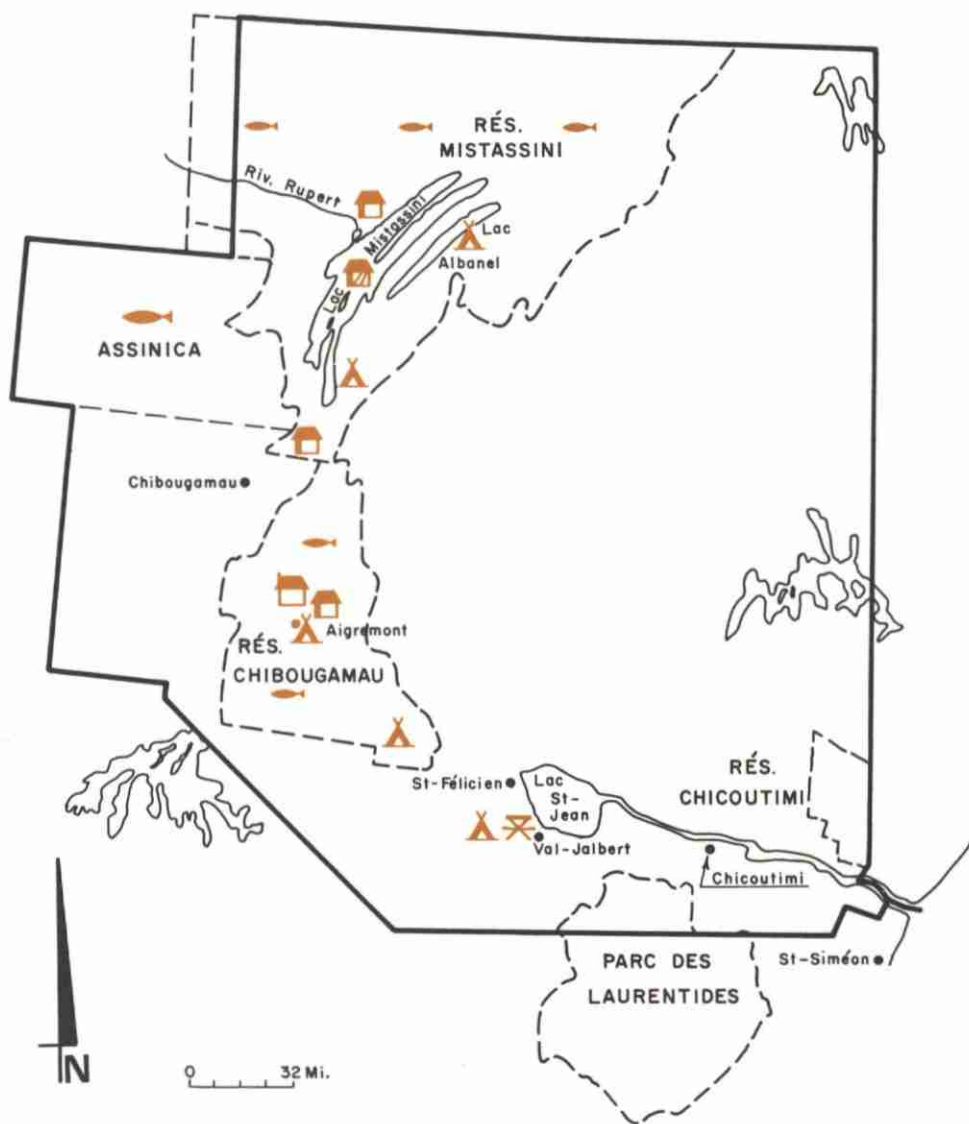 RÉS.
MISTASSINI
Riv. Rupert
Mistassini
Lac
Lac
Albanel
ASSINICA
Chibougamau
Aigremont
RÉS.
CHIBOUGAMAU
St-Félicien
Lac
St-
Jean
Val-Jalbert
RÉS.
CHICOUTIMI
Chicoutimi
PARC DES
LAURENTIDES
St-Siméon
N
0 32 Mi.